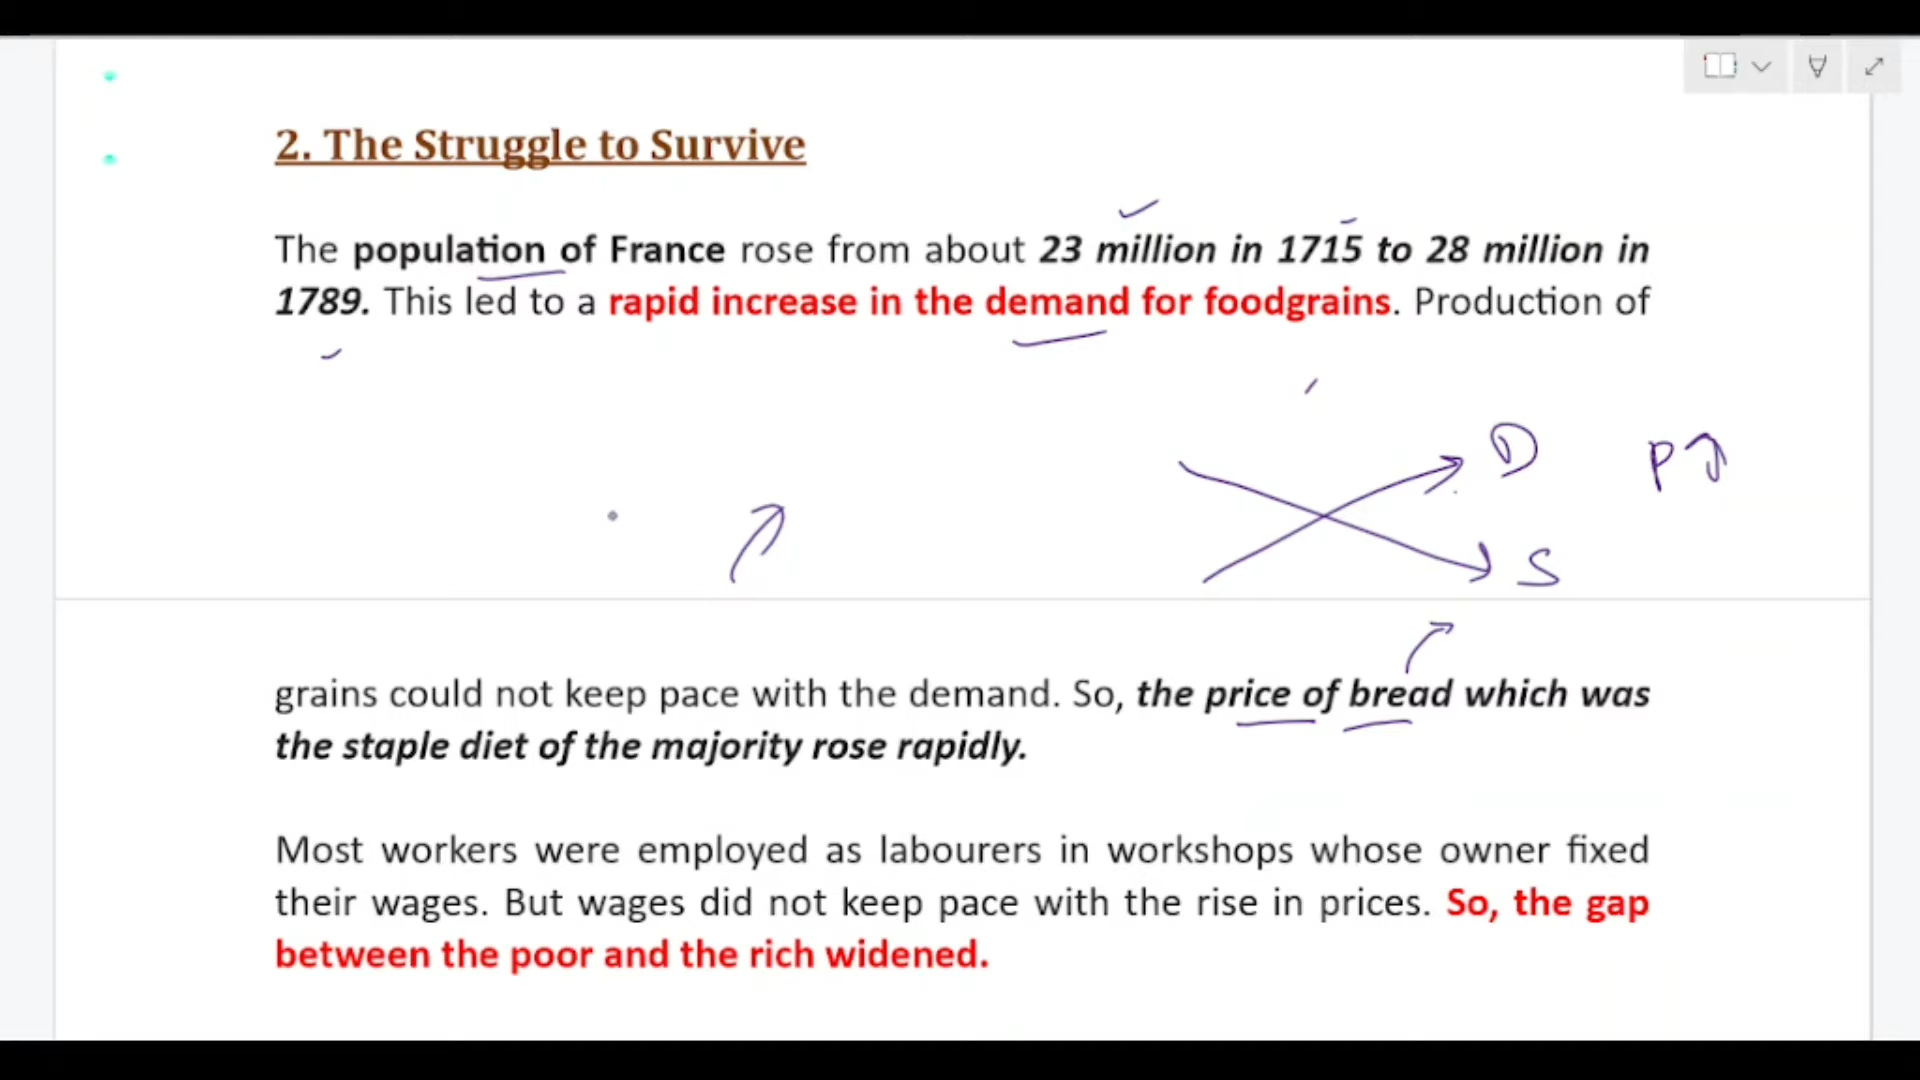 2. The Struggle to Survive
The population of France rose from about 23 million in 1715 to 28 million in
1789. This led to a rapid increase in the demand for foodgrains. Production of
D
P↑
S
grains could not keep pace with the demand. So, the price of bread which was
the staple diet of the majority rose rapidly.
Most workers were employed as labourers in workshops whose owner fixed
their wages. But wages did not keep pace with the rise in prices. So, the gap
between the poor and the rich widened.